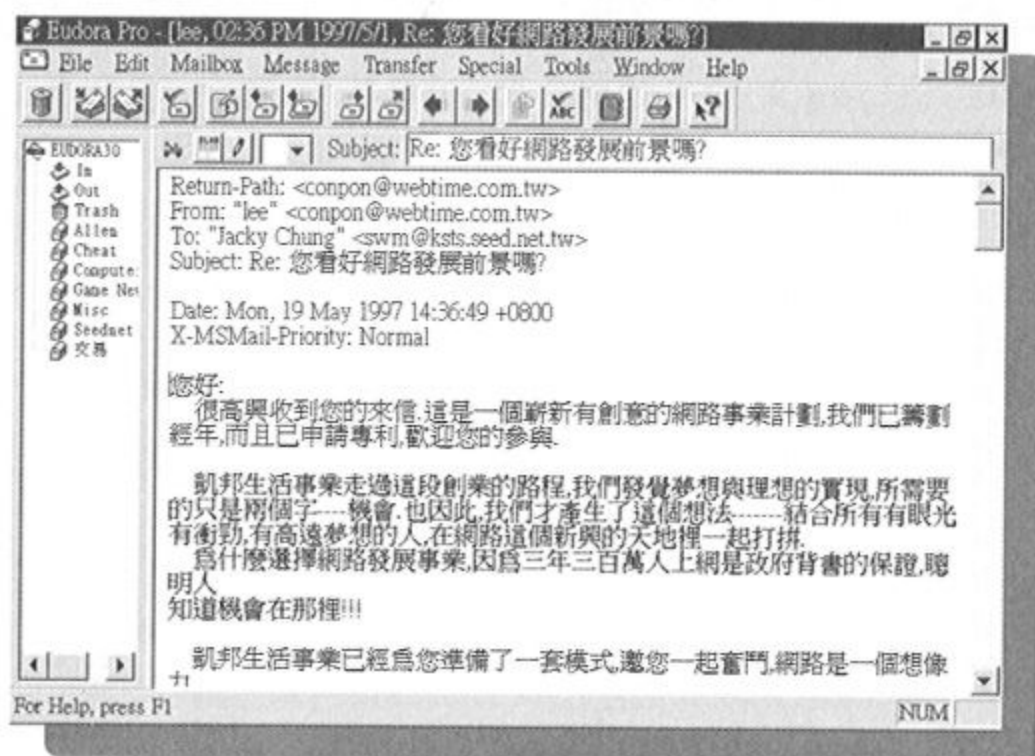 Eudora Pro - [lee, 02:36 PM 1997/5/1, Re: 您看好網路發展前景嗎?]
File Edit Mailbox Message Transfer Special Tools Window Help
Subject: Re: 您看好網路發展前景嗎?
EUDORA30
In
Out
Trash
Allen
Cheat
Compute:
Game Nev
Misc
Seednet
交易
Return-Path: <conpon@webtime.com.tw>
From: "lee" <conpon@webtime.com.tw>
To: "Jacky Chung" <swm@ksts.seed.net.tw>
Subject: Re: 您看好網路發展前景嗎?
Date: Mon, 19 May 1997 14:36:49 +0800
X-MSMail-Priority: Normal
您好:
很高興收到您的來信.這是一個嶄新有創意的網路事業計劃,我們已籌劃
經年,而且已申請專利,歡迎您的參與.
凱邦生活事業走過這段創業的路程,我們發覺夢想與理想的實現,所需要
的只是兩個字---機會.也因此,我們才產生了這個想法-------結合所有有眼光
有衝勁,有高遠夢想的人,在網路這個新興的天地裡一起打拼.
爲什麼選擇網路發展事業,因爲三年三百萬人上網是政府背書的保證,聰
明人
知道機會在那裡!!!
凱邦生活事業已經爲您準備了一套模式,邀您一起奮鬥,網路是一個想像
For Help, press F1
NUM